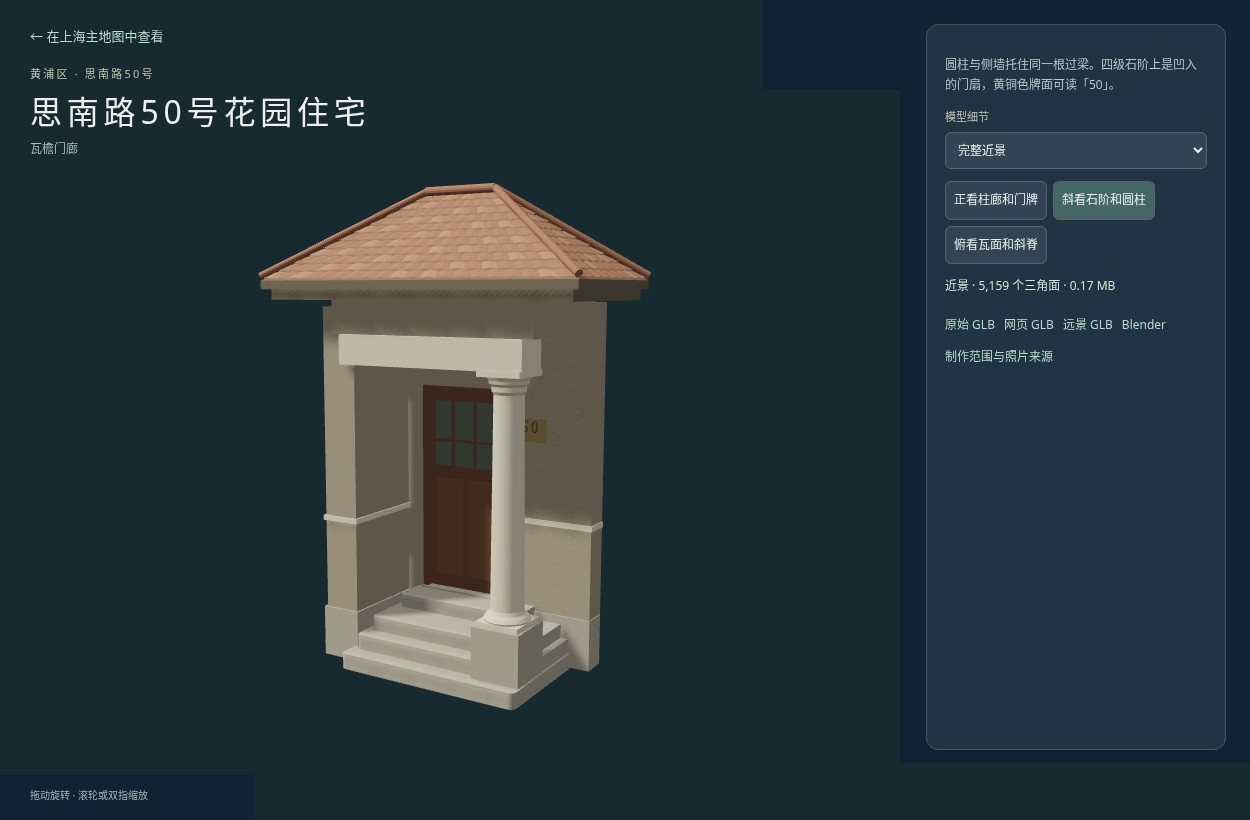 ← 在上海主地图中查看
黄浦区 · 思南路50号
思南路50号花园住宅
瓦檐门廊
50
拖动旋转 · 滚轮或双指缩放
圆柱与侧墙托住同一根过梁。四级石阶上是凹入
的门扇，黄铜色牌面可读「50」。
模型细节
完整近景
正看柱廊和门牌
斜看石阶和圆柱
俯看瓦面和斜脊
近景 · 5,159 个三角面 · 0.17 MB
原始 GLB 网页 GLB 远景 GLB Blender
制作范围与照片来源